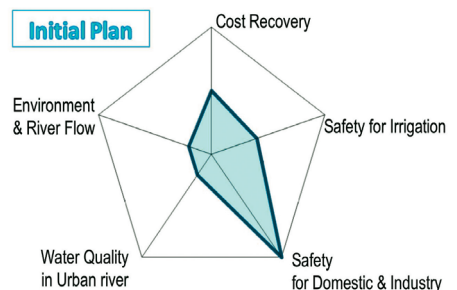 Initial Plan
Cost Recovery
Environment
& River Flow
Safety for Irrigation
Water Quality
in Urban river
Safety
for Domestic & Industry